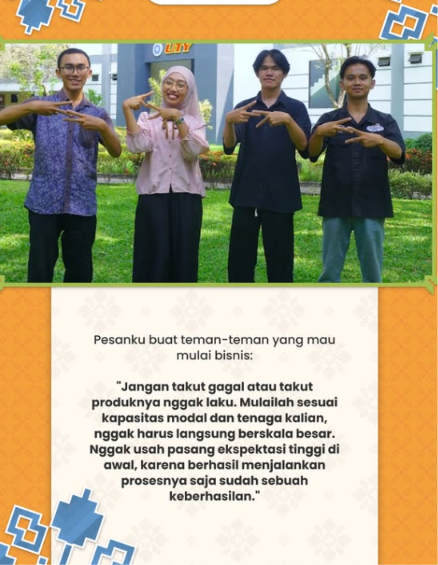 UTY
Pesanku buat teman-teman yang mau
mulai bisnis:
"Jangan takut gagal atau takut
produknya nggak laku. Mulailah sesuai
kapasitas modal dan tenaga kalian,
nggak harus langsung berskala besar.
Nggak usah pasang ekspektasi tinggi di
awal, karena berhasil menjalankan
prosesnya saja sudah sebuah
keberhasilan."